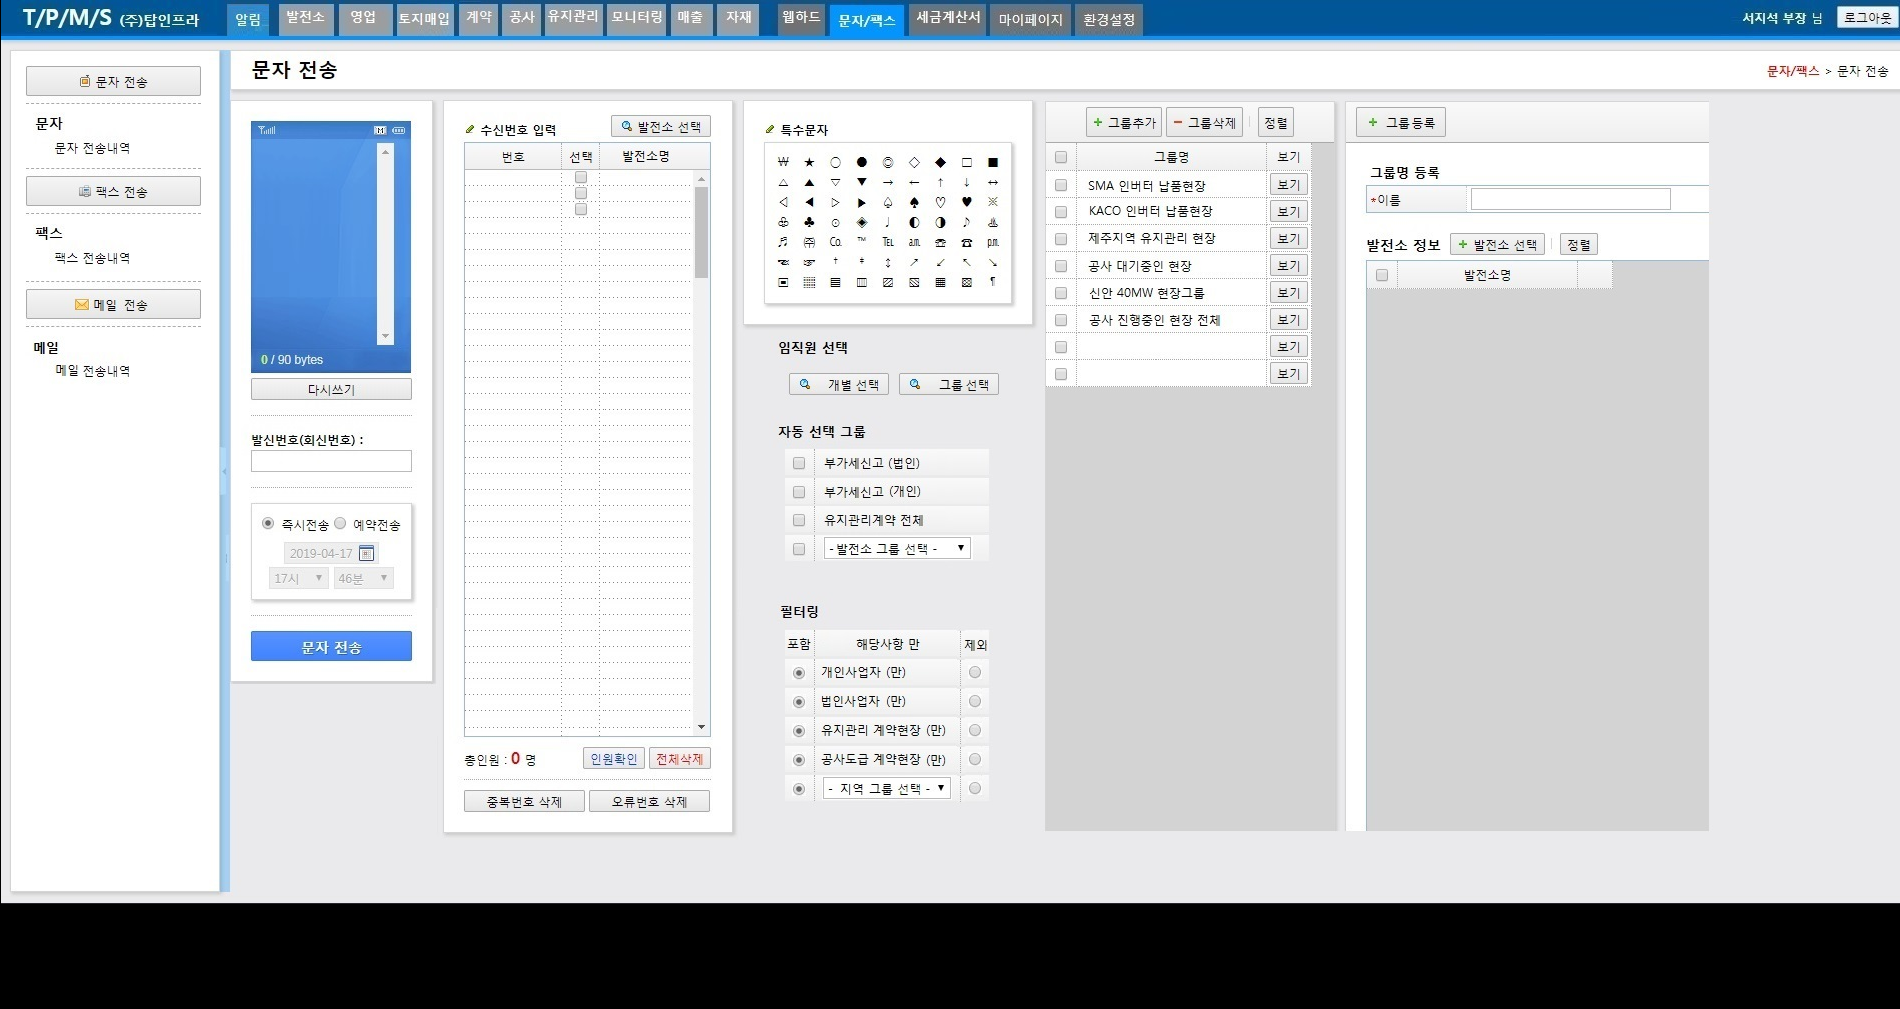 T/P/M/S (주)탑인프라
알림 발전소 영업 토지매입 계약 공사 유지관리 모니터링 매출 자재 웹하드 문자/팩스 세금계산서 마이페이지 환경설정
서지석 부장 님 로그아웃
문자 전송
문자
문자 전송내역
팩스 전송
팩스
팩스 전송내역
메일 전송
메일
메일 전송내역
문자 전송
문자/팩스 > 문자 전송
0 / 90 bytes
다시쓰기
발신번호(회신번호) :
즉시전송 예약전송
2019-04-17
17시 46분
문자 전송
수신번호 입력 발전소 선택
번호 선택 발전소명
총인원 : 0 명 인원확인 전체삭제
중복번호 삭제 오류번호 삭제
특수문자
₩ ★ ○ ● ◎ ◇ ◆ □ ■
△ ▲ ▽ ▼ → ← ↑ ↓ ↔
◁ ◀ ▷ ▶ ♤ ♠ ♡ ♥ ※
♧ ♣ ⊙ ◈ ♩ ◐ ◑ ♪ ♨
♬ ㈜ ㏇ ™ ℡ ㏂ ☏ ☎ ㏘
☜ ☞ † ‡ ↕ ↗ ↙ ↖ ↘
▣ ▦ ▤ ▥ ▨ ▧ ▦ ▩ ¶
임직원 선택
개별 선택 그룹 선택
자동 선택 그룹
부가세신고 (법인)
부가세신고 (개인)
유지관리계약 전체
- 발전소 그룹 선택 -
필터링
포함 해당사항 만 제외
개인사업자 (만)
법인사업자 (만)
유지관리 계약현장 (만)
공사도급 계약현장 (만)
- 지역 그룹 선택 -
그룹추가 그룹삭제 정렬
그룹명 보기
SMA 인버터 납품현장 보기
KACO 인버터 납품현장 보기
제주지역 유지관리 현장 보기
공사 대기중인 현장 보기
신안 40MW 현장그룹 보기
공사 진행중인 현장 전체 보기
보기
보기
그룹등록
그룹명 등록
*이름
발전소 정보 발전소 선택 정렬
발전소명